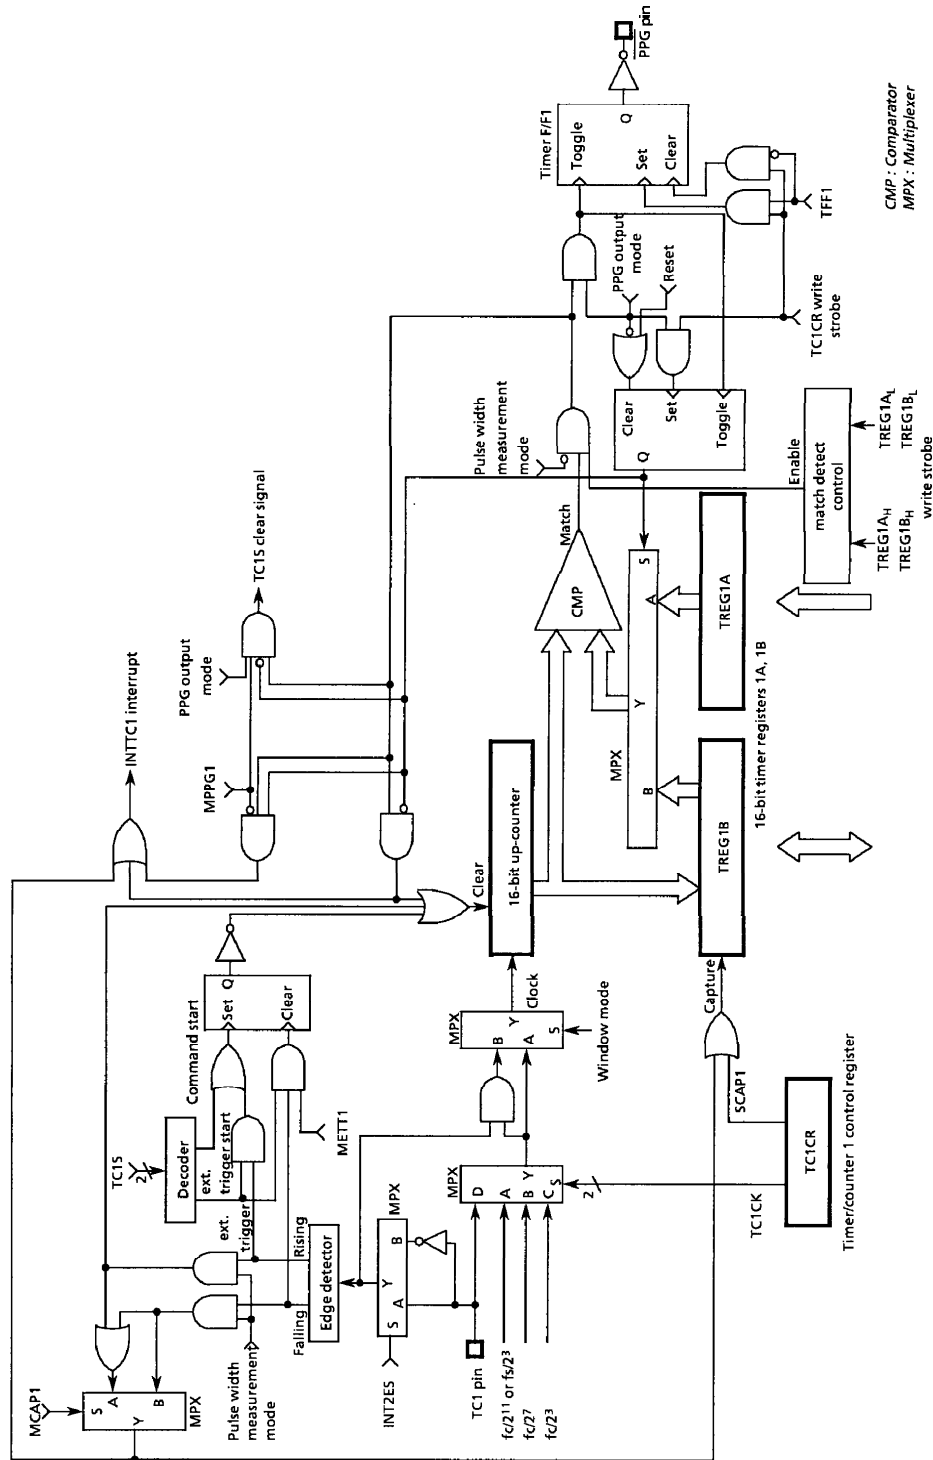 MCAP1
S
A
B
Y
MPX
Pulse width
measurement
mode
TC1S
2
Decoder
ext.
trigger start
ext.
trigger
Command start
Set
Q
Clear
METT1
Falling
Rising
Edge detector
INT2ES
S
A
Y
B
MPX
TC1 pin
fc/2¹¹ or fs/2³
fc/2⁷
fc/2³
MPX
D
A
B
C
Y
S
2
TC1CK
MPX
B
A
Y
S
Clock
Window mode
TC1CR
Timer/counter 1 control register
SCAP1
Capture
INTTC1 interrupt
MPPG1
PPG output
mode
TC1S clear signal
Clear
16-bit up-counter
CMP
Match
MPX
B
Y
A
S
TREG1B
TREG1A
16-bit timer registers 1A, 1B
Pulse width
measurement
mode
Q
Clear
Set
Toggle
PPG output
mode
Reset
Enable
match detect
control
TREG1A_H
TREG1B_H
TREG1A_L
TREG1B_L
write strobe
TC1CR write
strobe
Timer F/F1
Toggle
Set
Clear
Q
PPG pin
TFF1
CMP : Comparator
MPX : Multiplexer